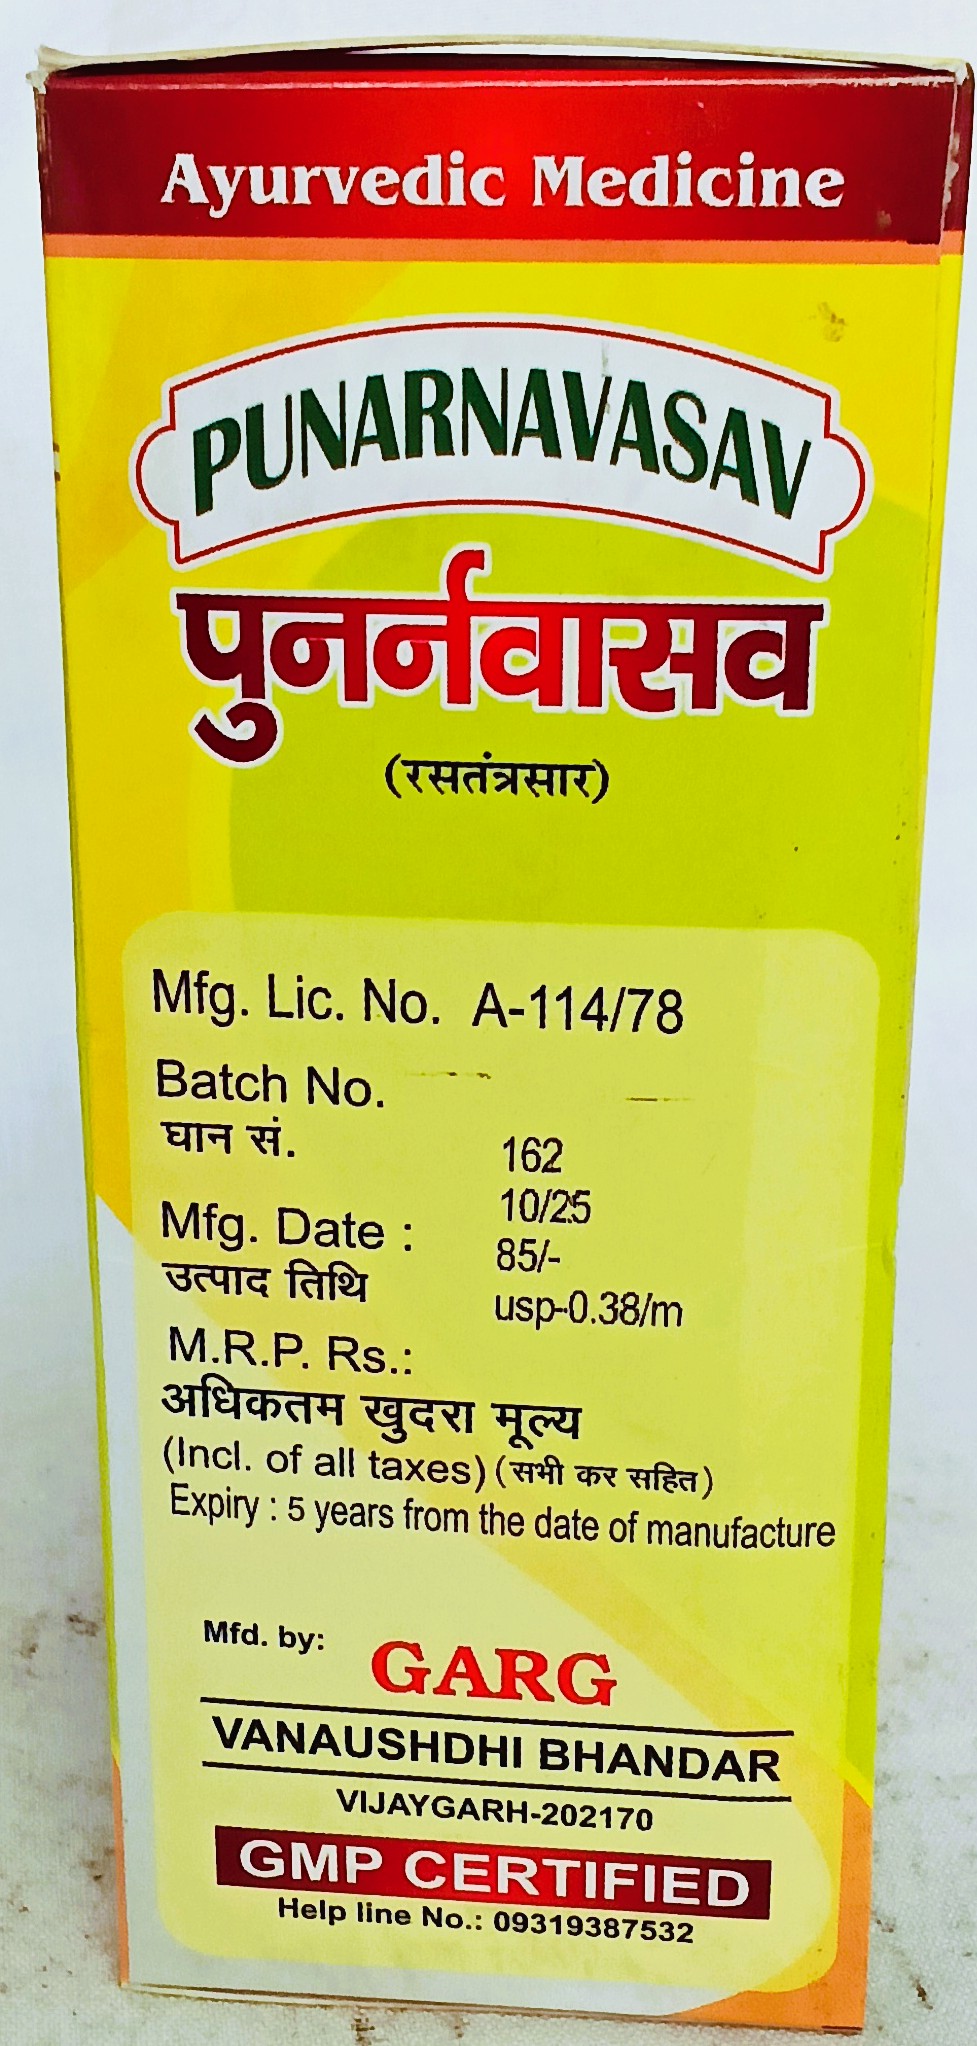 Ayurvedic Medicine
PUNARNAVASAV
पुनर्नवासव
(रसतंत्रसार)
Mfg. Lic. No. A-114/78
Batch No.
घान सं.
162
10/25
Mfg. Date :
85/-
उत्पाद तिथि
usp-0.38/m
M.R.P. Rs.:
अधिकतम खुदरा मूल्य
(Incl. of all taxes) (सभी कर सहित)
Expiry : 5 years from the date of manufacture
Mfd. by:
GARG
VANAUSHDHI BHANDAR
VIJAYGARH-202170
GMP CERTIFIED
Help line No.: 09319387532